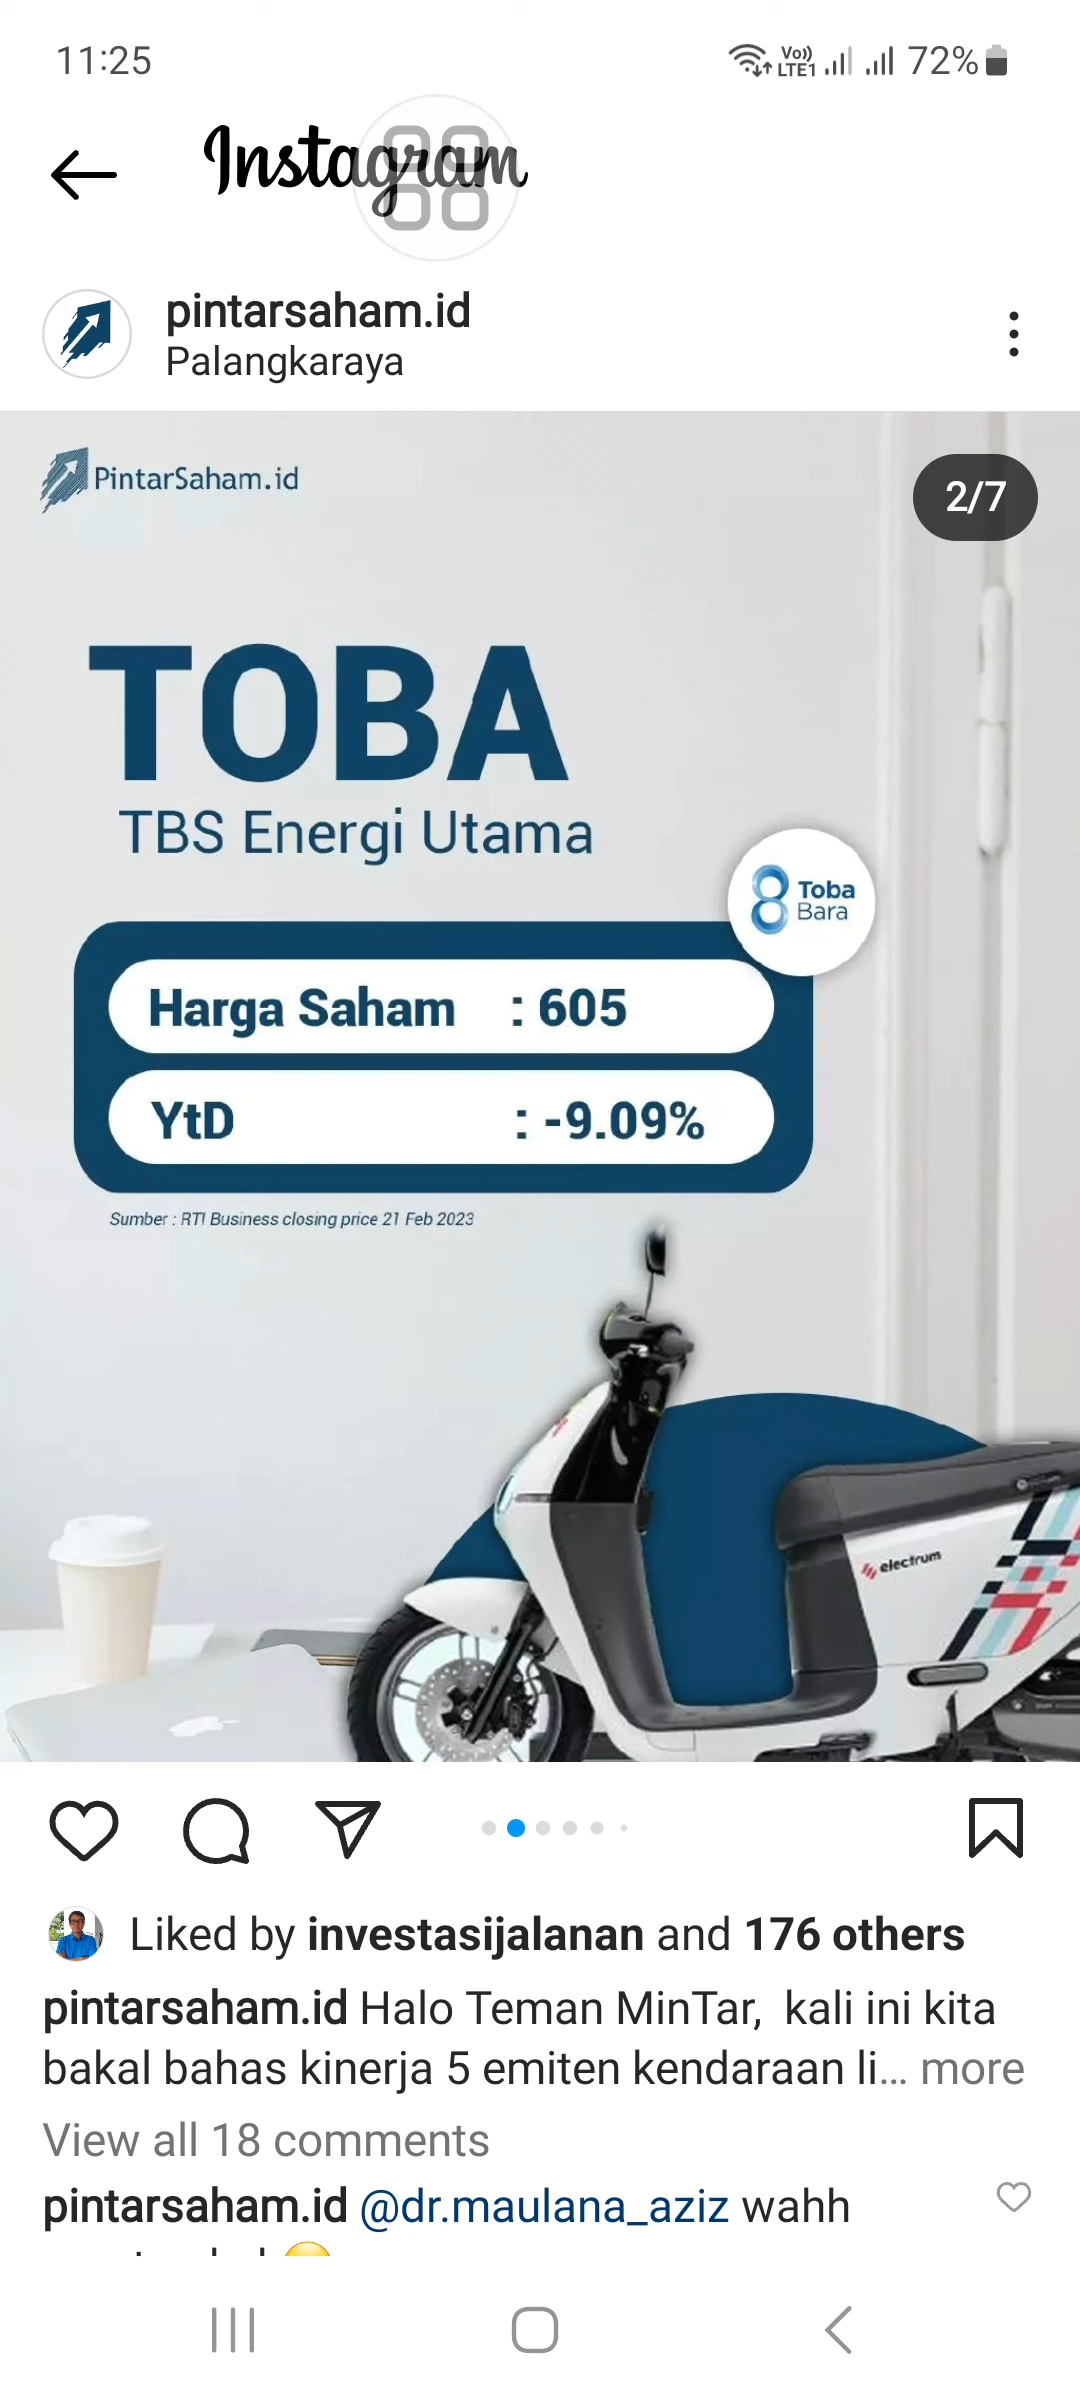 11:25
Vo))
LTE1
72%
Instagram
pintarsaham.id
Palangkaraya
PintarSaham.id
2/7
TOBA
TBS Energi Utama
Toba
Bara
Harga Saham : 605
YtD : -9.09%
Sumber : RTI Business closing price 21 Feb 2023
electrum
Liked by investasijalanan and 176 others
pintarsaham.id Halo Teman MinTar, kali ini kita
bakal bahas kinerja 5 emiten kendaraan li... more
View all 18 comments
pintarsaham.id @dr.maulana_aziz wahh